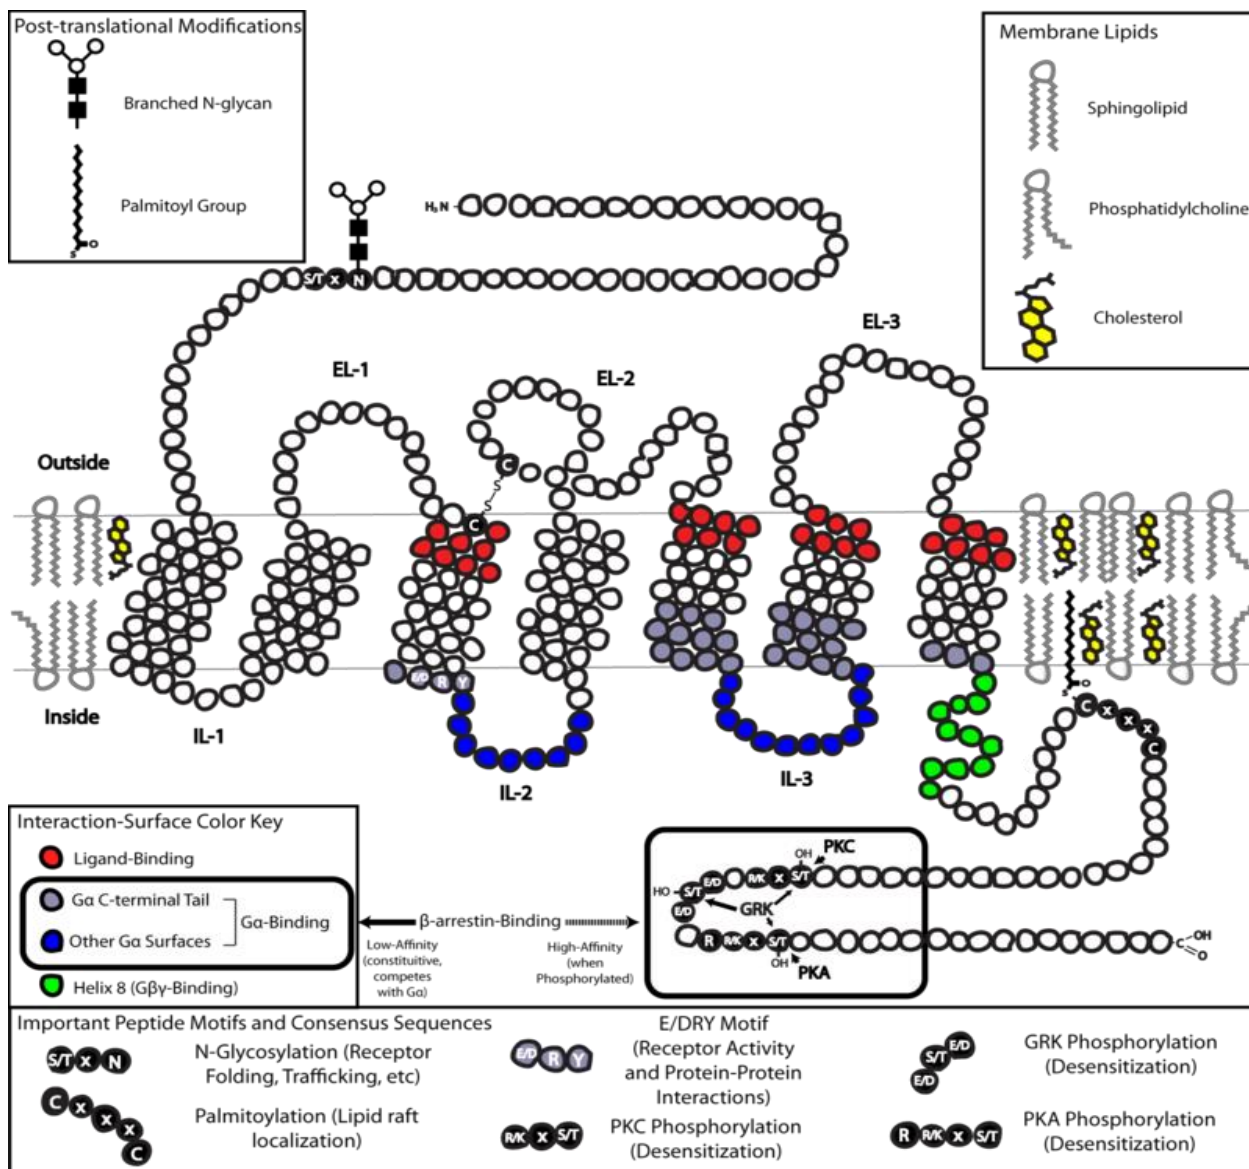 Post-translational Modifications
Branched N-glycan
Palmitoyl Group
S
O
Membrane Lipids
Sphingolipid
Phosphatidylcholine
Cholesterol
H₃N
S/T x N
EL-1
EL-2
EL-3
Outside
C
S
S
C
E/D R Y
Inside
IL-1
IL-2
IL-3
S
O
C x x x C
Interaction-Surface Color Key
Ligand-Binding
Gα C-terminal Tail
Other Gα Surfaces
Gα-Binding
Helix 8 (Gβγ-Binding)
β-arrestin-Binding
Low-Affinity
(constitutive,
competes
with Gα)
High-Affinity
(when
Phosphorylated)
OH
PKC
HO
S/T
E/D
R/K x S/T
E/D
GRK
R R/K x S/T
OH
PKA
C
OH
O
Important Peptide Motifs and Consensus Sequences
S/T x N
N-Glycosylation (Receptor
Folding, Trafficking, etc)
C x x x C
Palmitoylation (Lipid raft
localization)
E/D R Y
E/DRY Motif
(Receptor Activity
and Protein-Protein
Interactions)
R/K x S/T
PKC Phosphorylation
(Desensitization)
E/D S/T E/D
GRK Phosphorylation
(Desensitization)
R R/K x S/T
PKA Phosphorylation
(Desensitization)